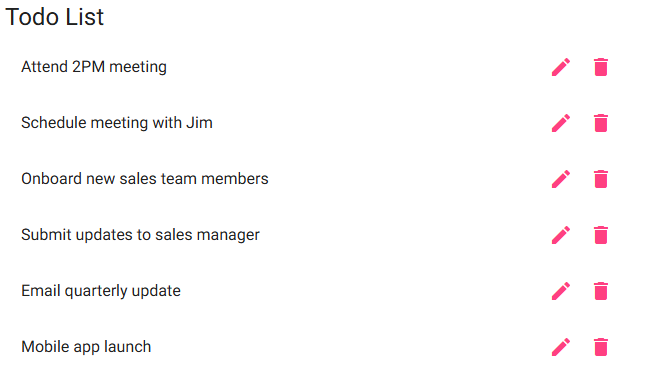 Todo List
Attend 2PM meeting
Schedule meeting with Jim
Onboard new sales team members
Submit updates to sales manager
Email quarterly update
Mobile app launch